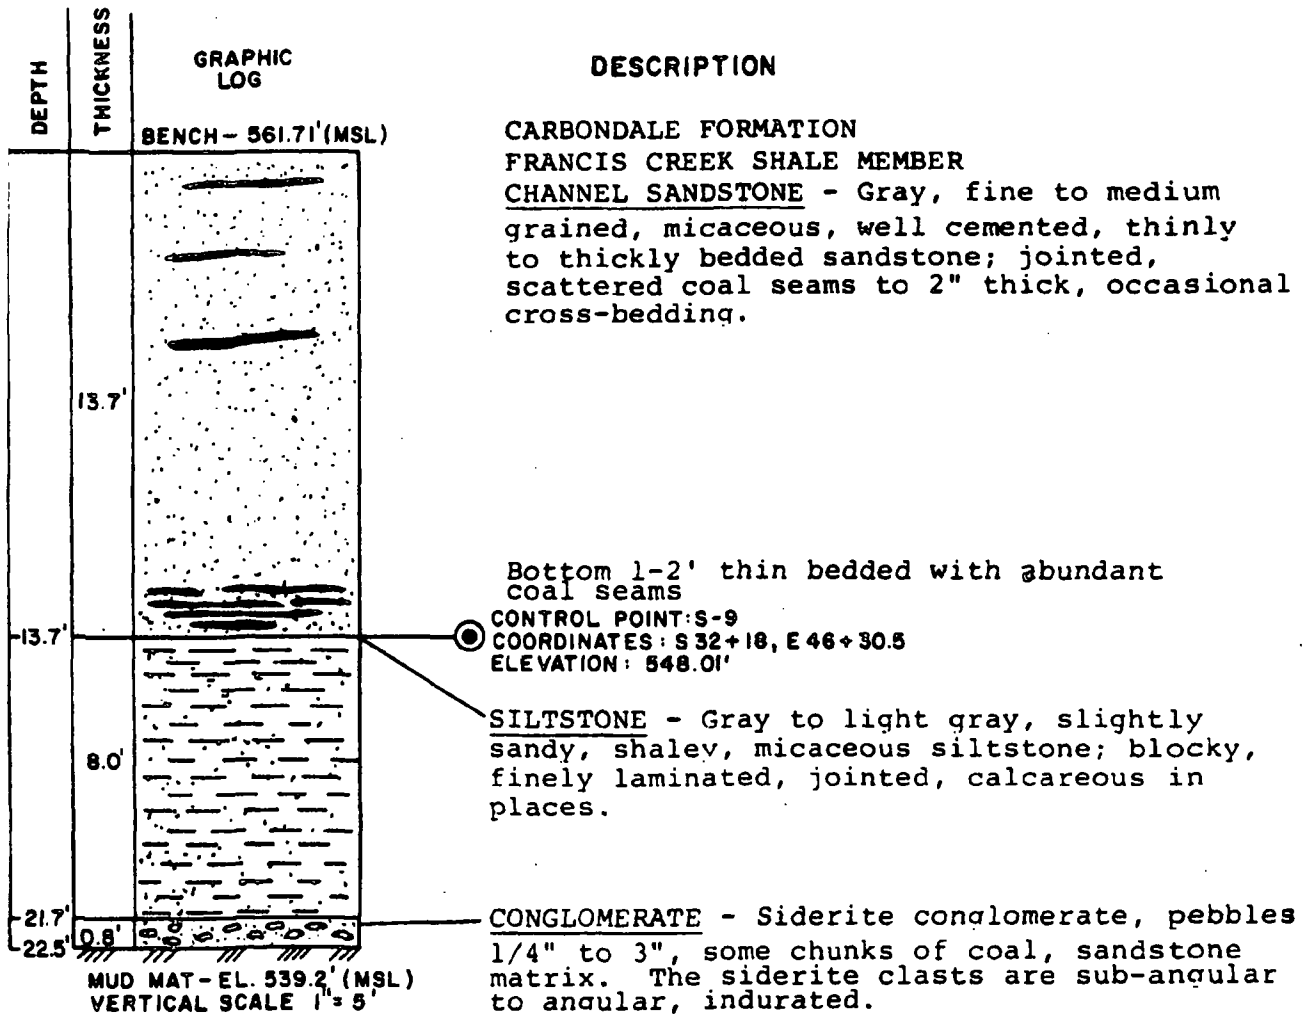 DEPTH
THICKNESS
GRAPHIC
LOG
DESCRIPTION
BENCH - 561.71' (MSL)
CARBONDALE FORMATION
FRANCIS CREEK SHALE MEMBER
CHANNEL SANDSTONE - Gray, fine to medium
grained, micaceous, well cemented, thinly
to thickly bedded sandstone; jointed,
scattered coal seams to 2" thick, occasional
cross-bedding.
13.7'
Bottom 1-2' thin bedded with abundant
coal seams
CONTROL POINT: S-9
COORDINATES: S 32+18, E 46+30.5
ELEVATION: 548.01'
13.7'
SILTSTONE - Gray to light gray, slightly
sandy, shaley, micaceous siltstone; blocky,
finely laminated, jointed, calcareous in
places.
8.0'
21.7'
CONGLOMERATE - Siderite conglomerate, pebbles
1/4" to 3", some chunks of coal, sandstone
matrix. The siderite clasts are sub-angular
to angular, indurated.
0.8'
22.5'
MUD MAT-EL. 539.2' (MSL)
VERTICAL SCALE 1"= 5'